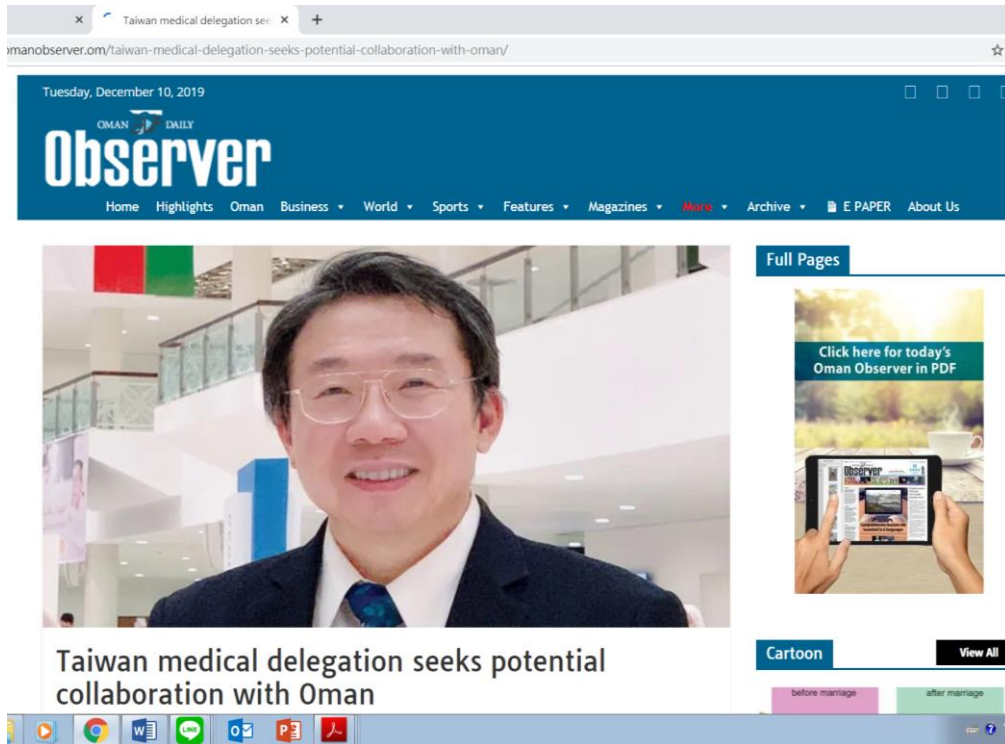 Taiwan medical delegation see
omanobserver.om/taiwan-medical-delegation-seeks-potential-collaboration-with-oman/
Tuesday, December 10, 2019
OMAN DAILY
Observer
Home Highlights Oman Business World Sports Features Magazines More Archive E PAPER About Us
Full Pages
Click here for today's
Oman Observer in PDF
Observer
Taiwan medical delegation seeks potential
collaboration with Oman
Cartoon
View All
before marriage
after marriage
LINE